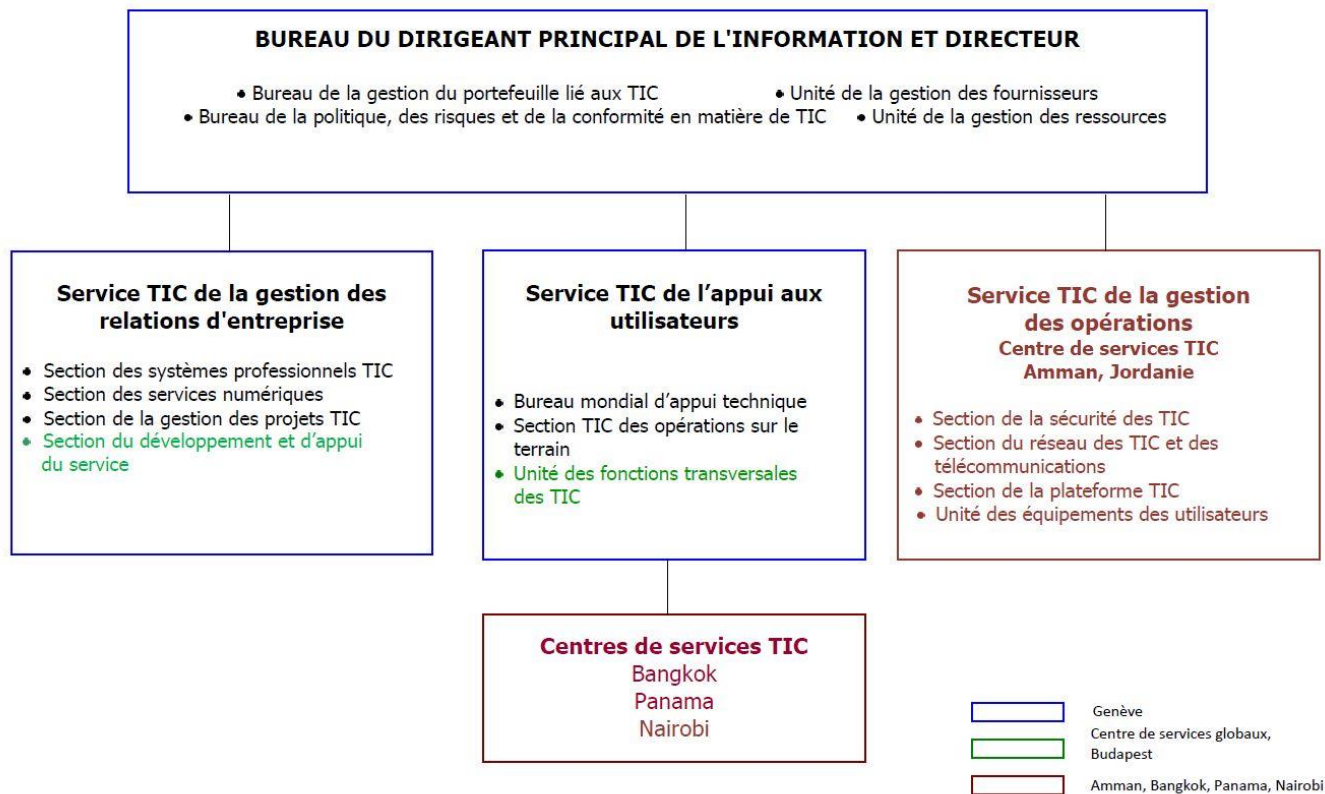 BUREAU DU DIRIGEANT PRINCIPAL DE L'INFORMATION ET DIRECTEUR
• Bureau de la gestion du portefeuille lié aux TIC • Unité de la gestion des fournisseurs
• Bureau de la politique, des risques et de la conformité en matière de TIC • Unité de la gestion des ressources
Service TIC de la gestion des
relations d'entreprise
• Section des systèmes professionnels TIC
• Section des services numériques
• Section de la gestion des projets TIC
• Section du développement et d'appui
du service
Service TIC de l’appui aux
utilisateurs
• Bureau mondial d’appui technique
• Section TIC des opérations sur le
terrain
• Unité des fonctions transversales
des TIC
Service TIC de la gestion
des opérations
Centre de services TIC
Amman, Jordanie
• Section de la sécurité des TIC
• Section du réseau des TIC et des
télécommunications
• Section de la plateforme TIC
• Unité des équipements des utilisateurs
Centres de services TIC
Bangkok
Panama
Nairobi
Genève
Centre de services globaux,
Budapest
Amman, Bangkok, Panama, Nairobi